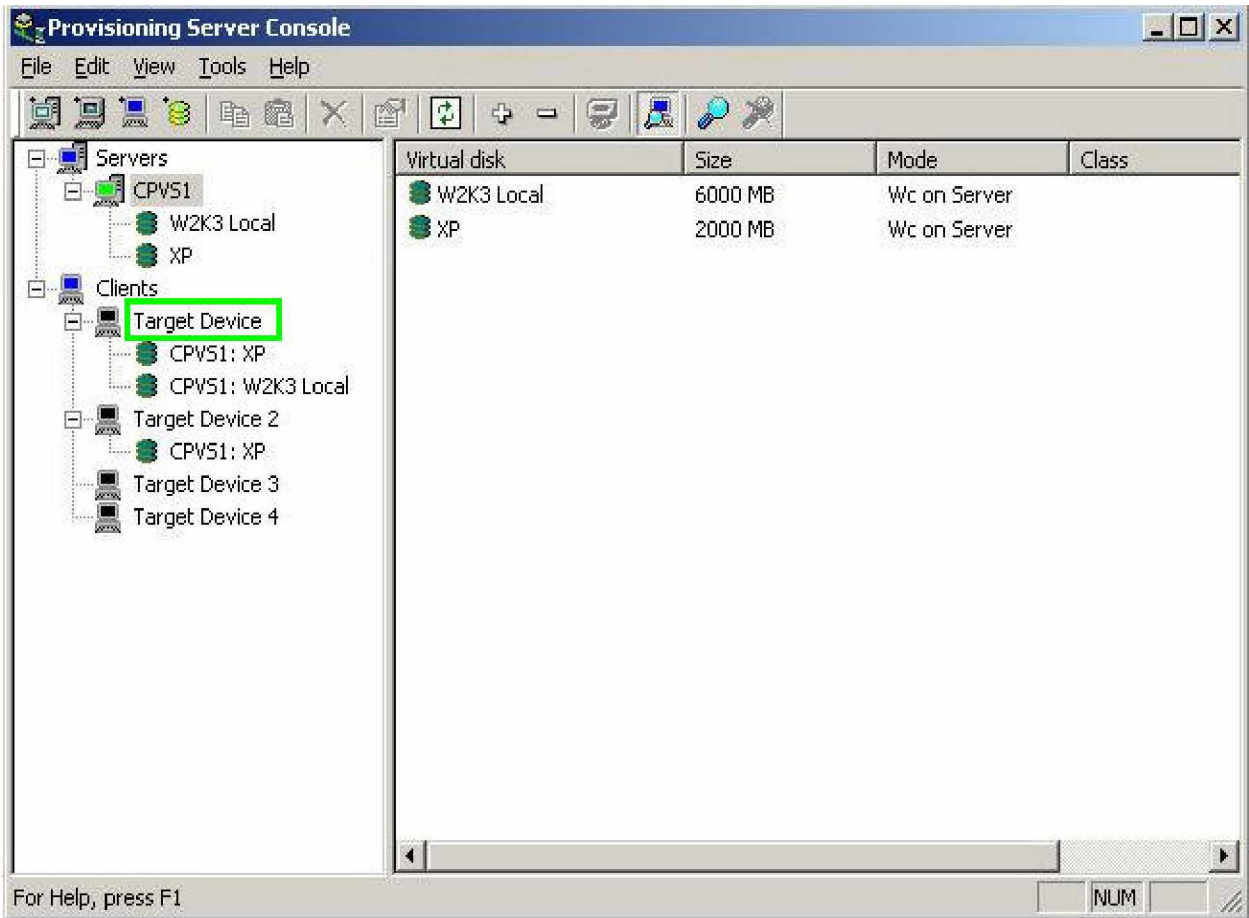 Provisioning Server Console
File Edit View Tools Help
Servers
CPVS1
W2K3 Local
XP
Clients
Target Device
CPVS1: XP
CPVS1: W2K3 Local
Target Device 2
CPVS1: XP
Target Device 3
Target Device 4
Virtual disk Size Mode Class
W2K3 Local 6000 MB Wc on Server
XP 2000 MB Wc on Server
For Help, press F1
NUM